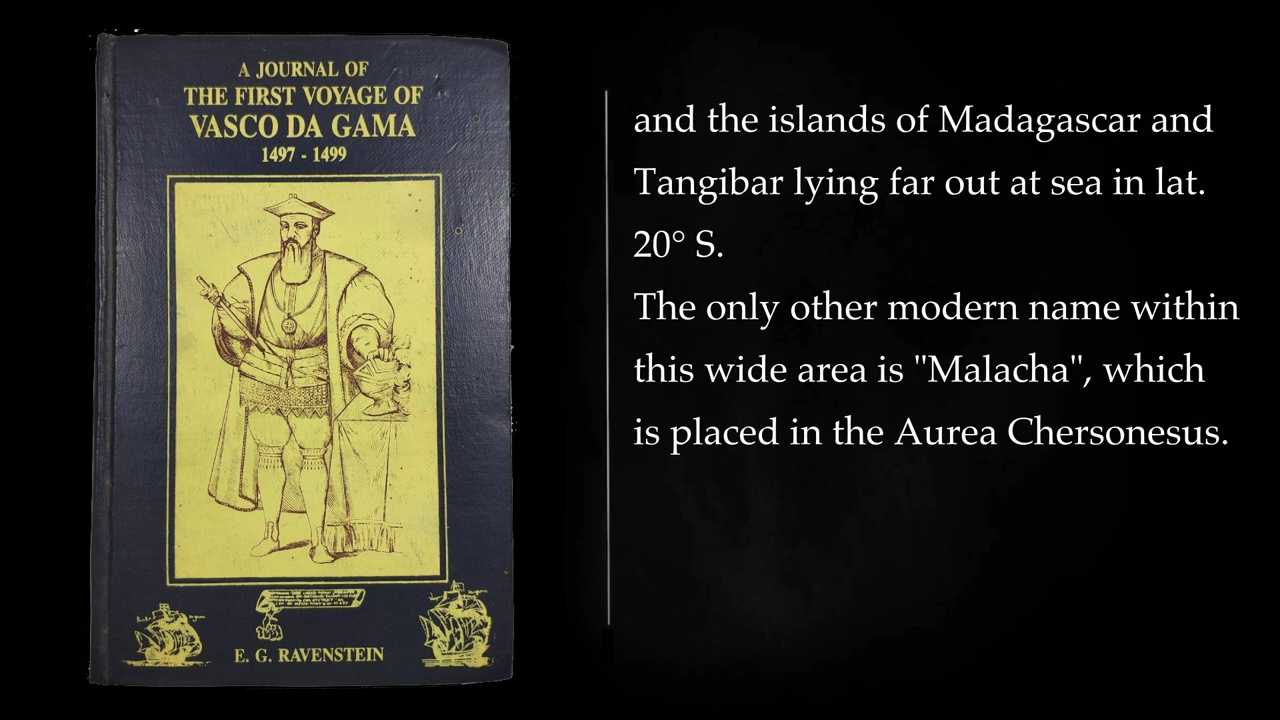 A JOURNAL OF
THE FIRST VOYAGE OF
VASCO DA GAMA
1497 - 1499
E. G. RAVENSTEIN
and the islands of Madagascar and
Tangibar lying far out at sea in lat.
20° S.
The only other modern name within
this wide area is "Malacha", which
is placed in the Aurea Chersonesus.